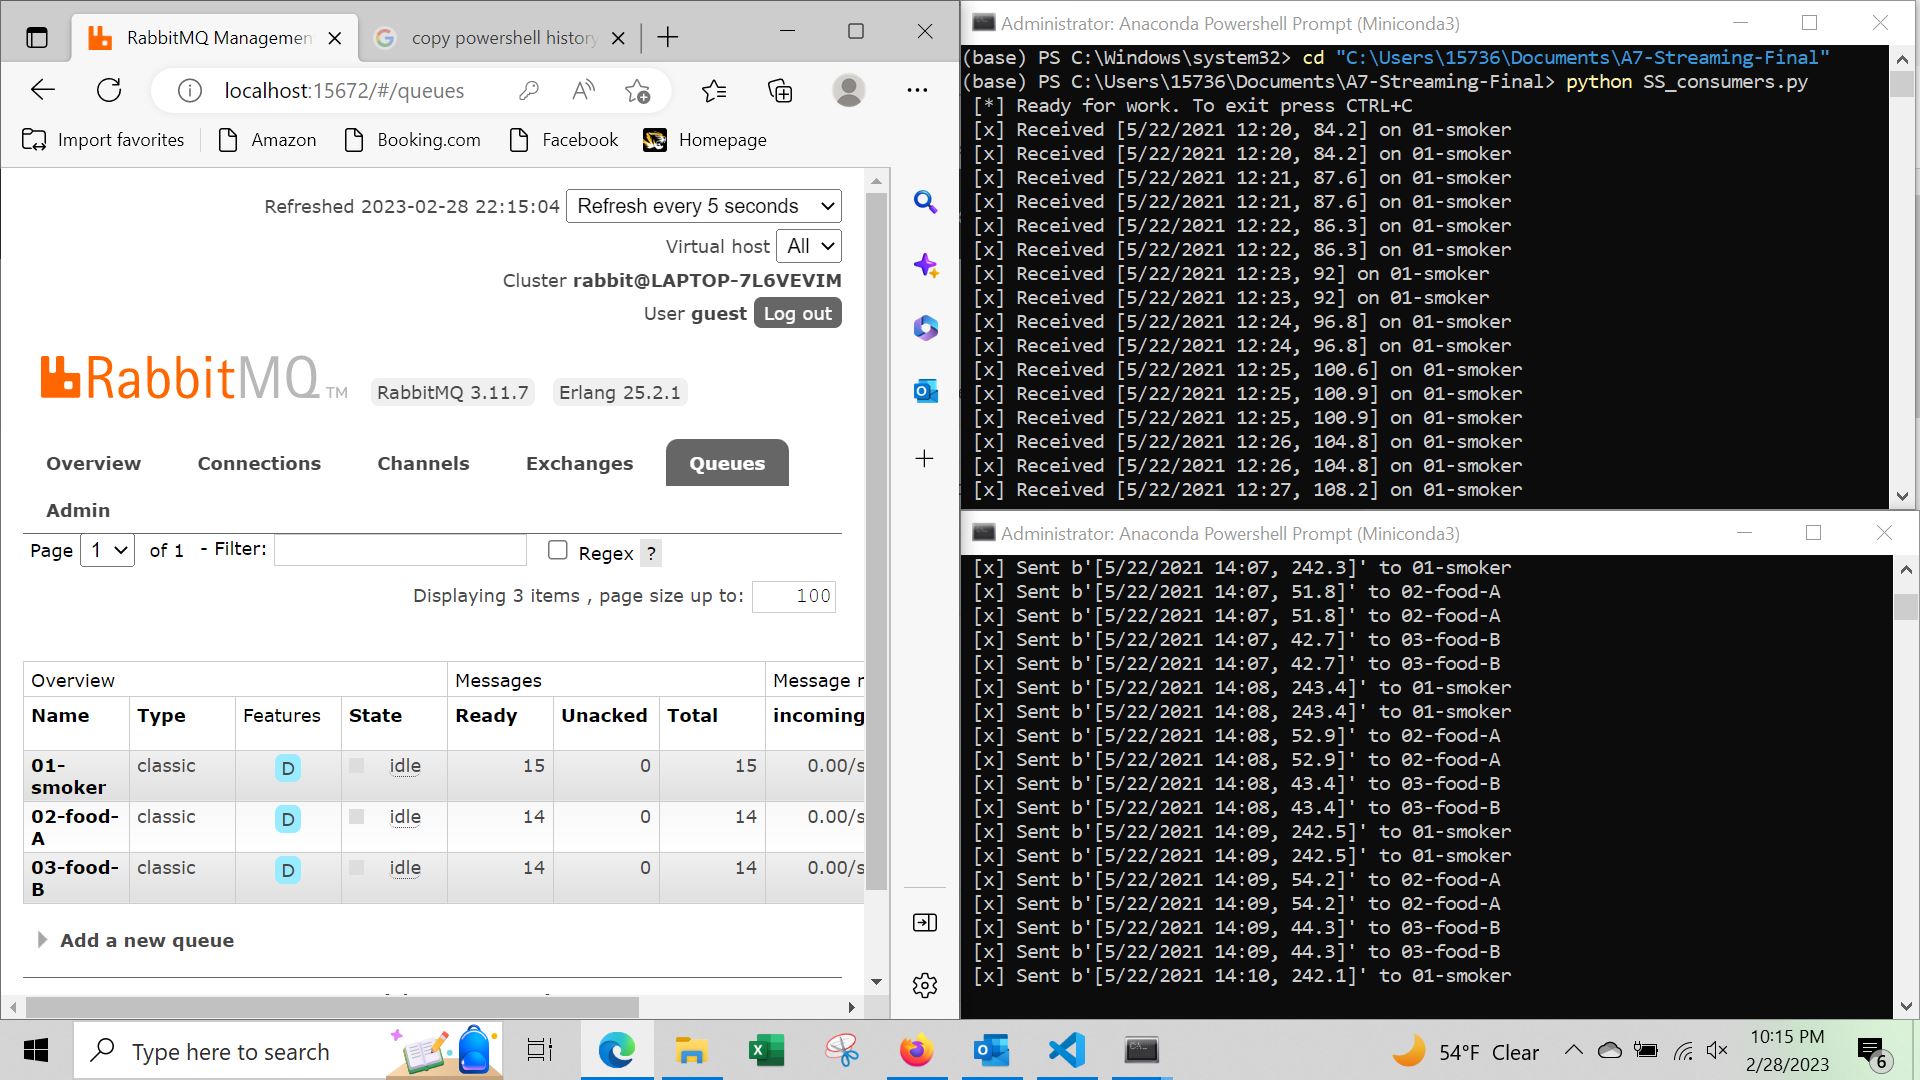 RabbitMQ Management
copy powershell history
localhost:15672/#/queues
Import favorites
Amazon
Booking.com
Facebook
Homepage
Refreshed 2023-02-28 22:15:04 Refresh every 5 seconds
Virtual host All
Cluster rabbit@LAPTOP-7L6VEVIM
User guest Log out
RabbitMQ TM RabbitMQ 3.11.7 Erlang 25.2.1
Overview Connections Channels Exchanges Queues
Admin
Page 1 of 1 - Filter: Regex ?
Displaying 3 items , page size up to: 100
Overview Messages Message r
Name Type Features State Ready Unacked Total incoming
01-smoker classic D idle 15 0 15 0.00/s
02-food-A classic D idle 14 0 14 0.00/s
03-food-B classic D idle 14 0 14 0.00/s
Add a new queue
Administrator: Anaconda Powershell Prompt (Miniconda3)
(base) PS C:\Windows\system32> cd "C:\Users\15736\Documents\A7-Streaming-Final"
(base) PS C:\Users\15736\Documents\A7-Streaming-Final> python SS_consumers.py
[*] Ready for work. To exit press CTRL+C
[x] Received [5/22/2021 12:20, 84.2] on 01-smoker
[x] Received [5/22/2021 12:20, 84.2] on 01-smoker
[x] Received [5/22/2021 12:21, 87.6] on 01-smoker
[x] Received [5/22/2021 12:21, 87.6] on 01-smoker
[x] Received [5/22/2021 12:22, 86.3] on 01-smoker
[x] Received [5/22/2021 12:22, 86.3] on 01-smoker
[x] Received [5/22/2021 12:23, 92] on 01-smoker
[x] Received [5/22/2021 12:23, 92] on 01-smoker
[x] Received [5/22/2021 12:24, 96.8] on 01-smoker
[x] Received [5/22/2021 12:24, 96.8] on 01-smoker
[x] Received [5/22/2021 12:25, 100.6] on 01-smoker
[x] Received [5/22/2021 12:25, 100.9] on 01-smoker
[x] Received [5/22/2021 12:25, 100.9] on 01-smoker
[x] Received [5/22/2021 12:26, 104.8] on 01-smoker
[x] Received [5/22/2021 12:26, 104.8] on 01-smoker
[x] Received [5/22/2021 12:27, 108.2] on 01-smoker
Administrator: Anaconda Powershell Prompt (Miniconda3)
[x] Sent b'[5/22/2021 14:07, 242.3]' to 01-smoker
[x] Sent b'[5/22/2021 14:07, 51.8]' to 02-food-A
[x] Sent b'[5/22/2021 14:07, 51.8]' to 02-food-A
[x] Sent b'[5/22/2021 14:07, 42.7]' to 03-food-B
[x] Sent b'[5/22/2021 14:07, 42.7]' to 03-food-B
[x] Sent b'[5/22/2021 14:08, 243.4]' to 01-smoker
[x] Sent b'[5/22/2021 14:08, 243.4]' to 01-smoker
[x] Sent b'[5/22/2021 14:08, 52.9]' to 02-food-A
[x] Sent b'[5/22/2021 14:08, 52.9]' to 02-food-A
[x] Sent b'[5/22/2021 14:08, 43.4]' to 03-food-B
[x] Sent b'[5/22/2021 14:08, 43.4]' to 03-food-B
[x] Sent b'[5/22/2021 14:09, 242.5]' to 01-smoker
[x] Sent b'[5/22/2021 14:09, 242.5]' to 01-smoker
[x] Sent b'[5/22/2021 14:09, 54.2]' to 02-food-A
[x] Sent b'[5/22/2021 14:09, 54.2]' to 02-food-A
[x] Sent b'[5/22/2021 14:09, 44.3]' to 03-food-B
[x] Sent b'[5/22/2021 14:09, 44.3]' to 03-food-B
[x] Sent b'[5/22/2021 14:10, 242.1]' to 01-smoker
Type here to search
54°F Clear
10:15 PM
2/28/2023
6